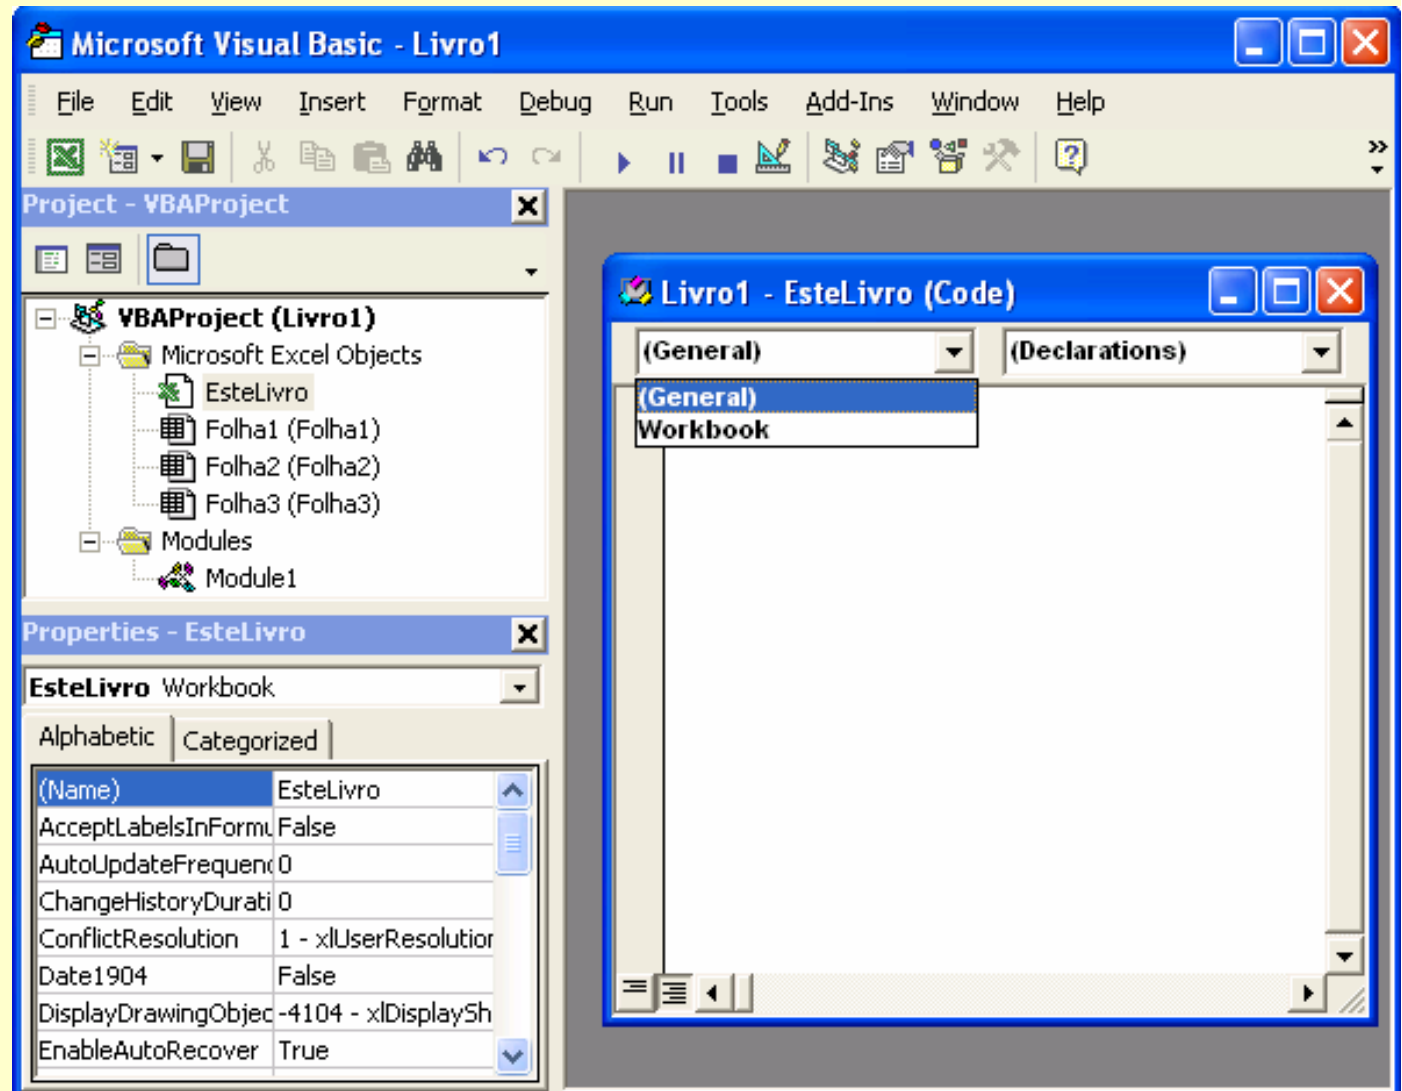 Microsoft Visual Basic - Livro1
File Edit View Insert Format Debug Run Tools Add-Ins Window Help
Project - VBAProject
VBAProject (Livro1)
Microsoft Excel Objects
EsteLivro
Folha1 (Folha1)
Folha2 (Folha2)
Folha3 (Folha3)
Modules
Module1
Properties - EsteLivro
EsteLivro Workbook
Alphabetic Categorized
(Name) EsteLivro
AcceptLabelsInFormu False
AutoUpdateFrequenc 0
ChangeHistoryDurati 0
ConflictResolution 1 - xlUserResolution
Date1904 False
DisplayDrawingObjec -4104 - xlDisplaySh
EnableAutoRecover True
Livro1 - EsteLivro (Code)
(General) (Declarations)
(General)
Workbook